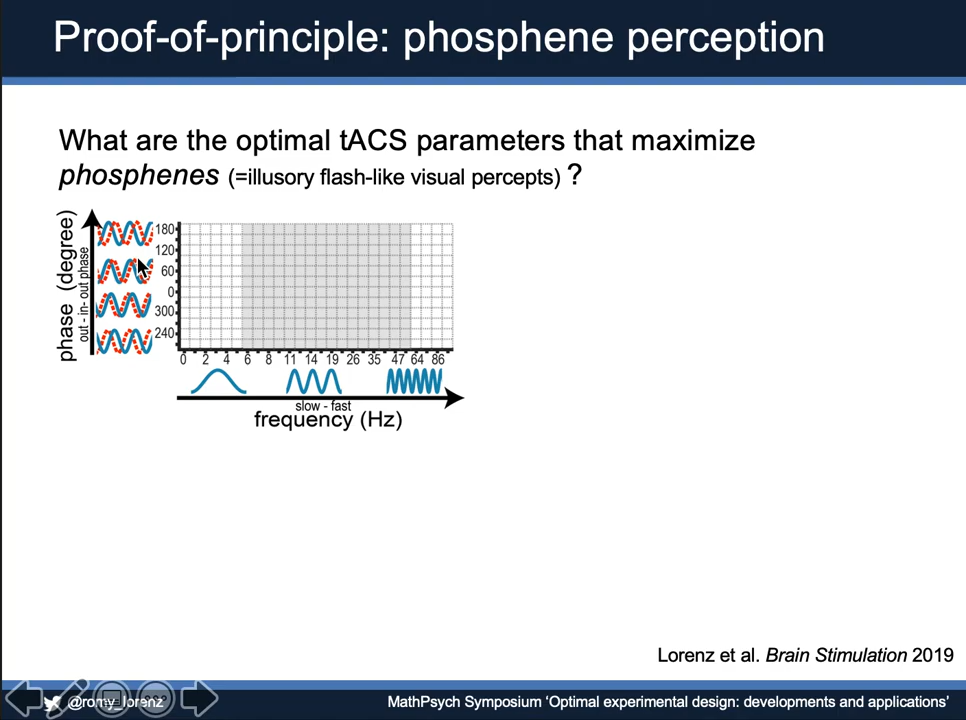 Proof-of-principle: phosphene perception
What are the optimal tACS parameters that maximize
phosphenes (=illusory flash-like visual percepts) ?
phase (degree)
out - in- out phase
180
120
60
0
300
240
0 2 4 6 8 11 14 19 26 35 47 64 86
slow - fast
frequency (Hz)
Lorenz et al. Brain Stimulation 2019
@romy_lorenz
MathPsych Symposium ‘Optimal experimental design: developments and applications’